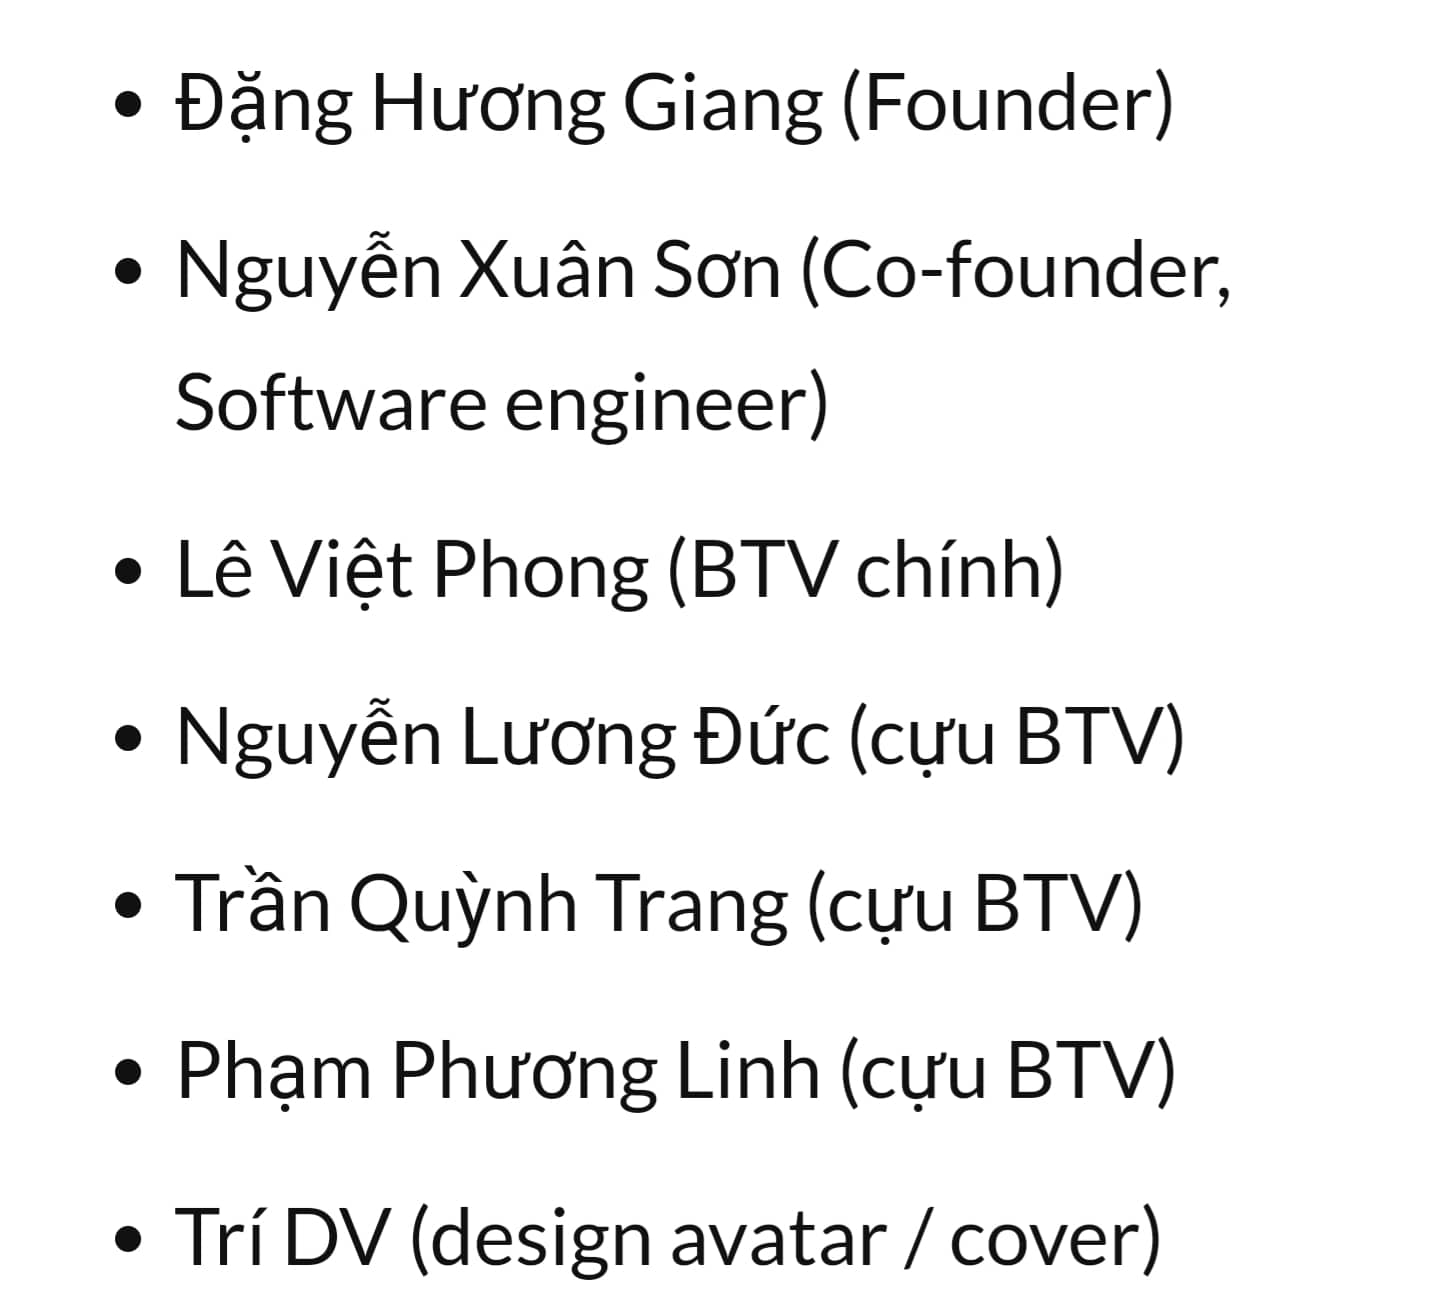 • Đặng Hương Giang (Founder)
• Nguyễn Xuân Sơn (Co-founder,
Software engineer)
• Lê Việt Phong (BTV chính)
• Nguyễn Lương Đức (cựu BTV)
• Trần Quỳnh Trang (cựu BTV)
• Phạm Phương Linh (cựu BTV)
• Trí DV (design avatar / cover)